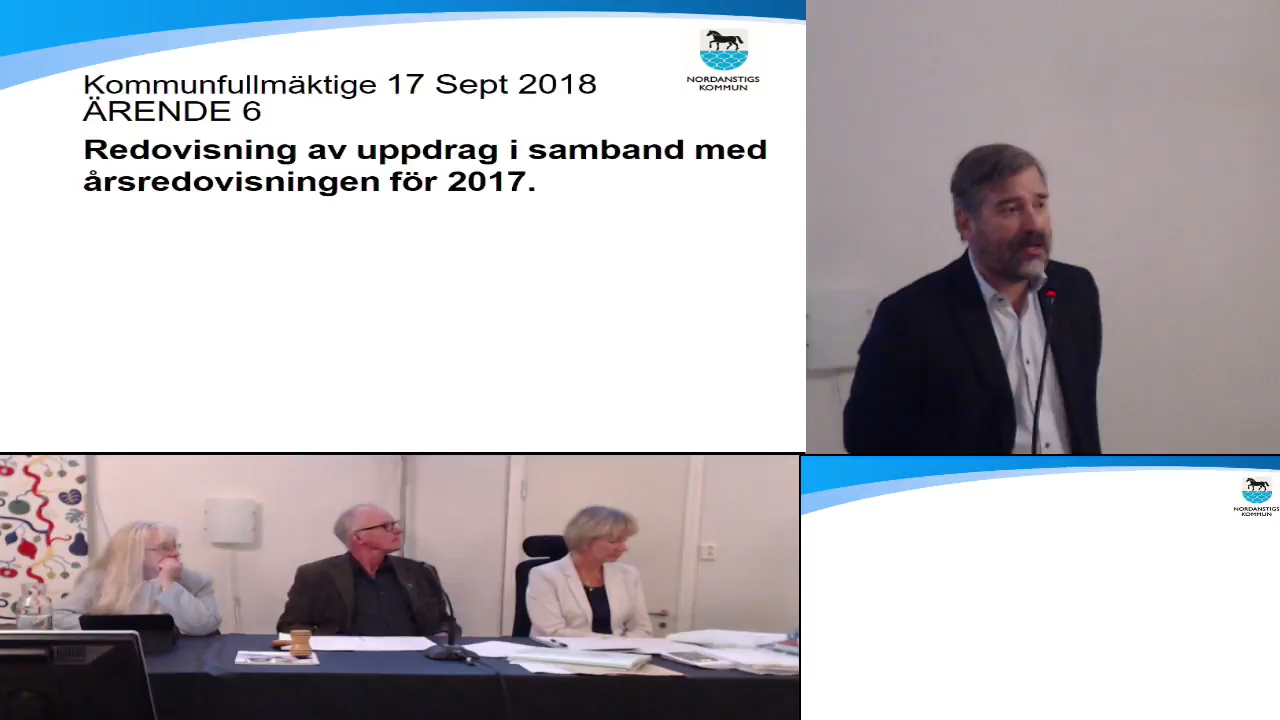 Kommunfullmäktige 17 Sept 2018
ÄRENDE 6
Redovisning av uppdrag i samband med
årsredovisningen för 2017.
NORDANSTIGS
KOMMUN
NORDANSTIGS
KOMMUN